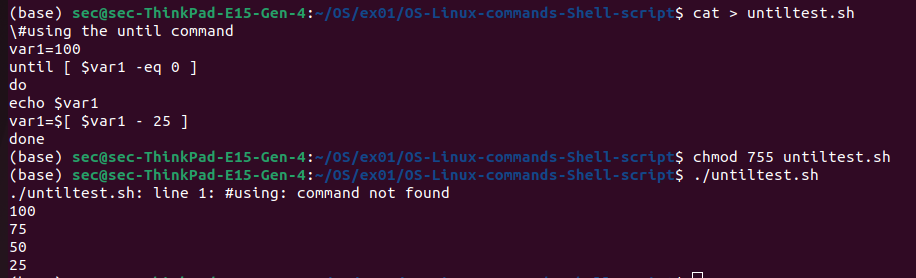 (base) sec@sec-ThinkPad-E15-Gen-4:~/OS/ex01/OS-Linux-commands-Shell-script$ cat > untiltest.sh
\#using the until command
var1=100
until [ $var1 -eq 0 ]
do
echo $var1
var1=$[ $var1 - 25 ]
done
(base) sec@sec-ThinkPad-E15-Gen-4:~/OS/ex01/OS-Linux-commands-Shell-script$ chmod 755 untiltest.sh
(base) sec@sec-ThinkPad-E15-Gen-4:~/OS/ex01/OS-Linux-commands-Shell-script$ ./untiltest.sh
./untiltest.sh: line 1: #using: command not found
100
75
50
25